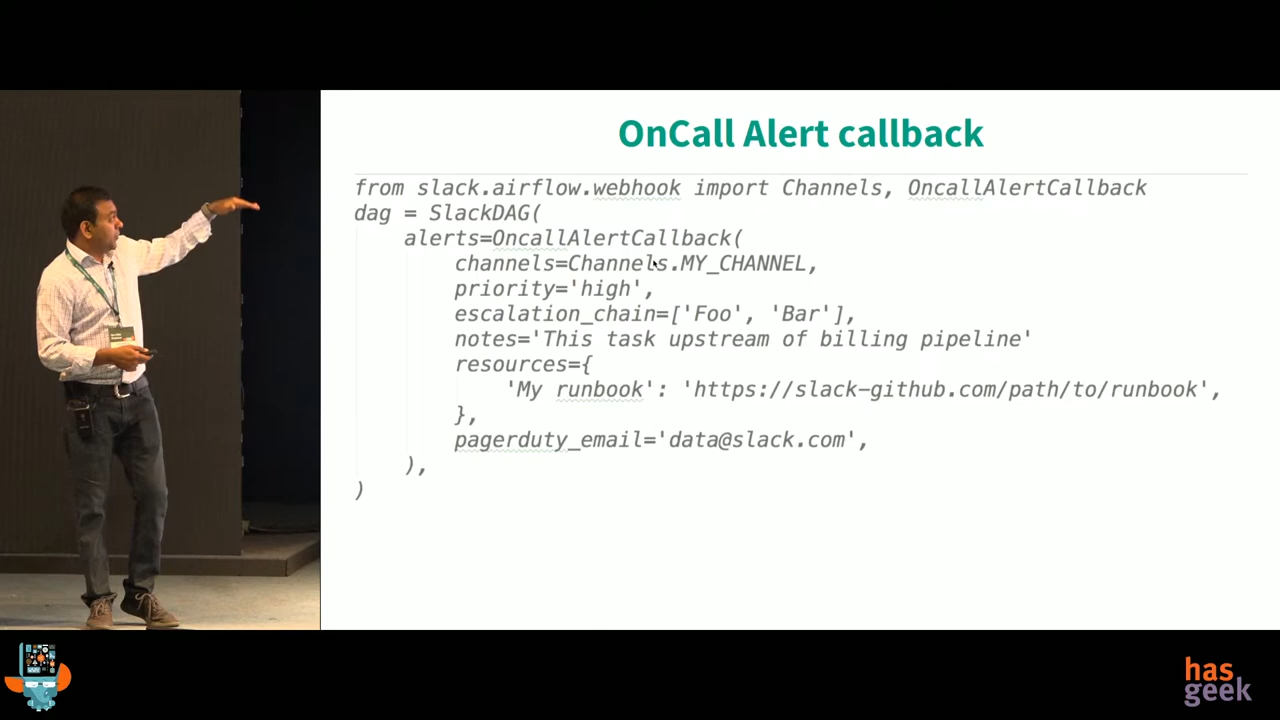 OnCall Alert callback
from slack.airflow.webhook import Channels, OncallAlertCallback
dag = SlackDAG(
    alerts=OncallAlertCallback(
        channels=Channels.MY_CHANNEL,
        priority='high',
        escalation_chain=['Foo', 'Bar'],
        notes='This task upstream of billing pipeline'
        resources={
            'My runbook': 'https://slack-github.com/path/to/runbook',
        },
        pagerduty_email='data@slack.com',
    ),
)
has
geek